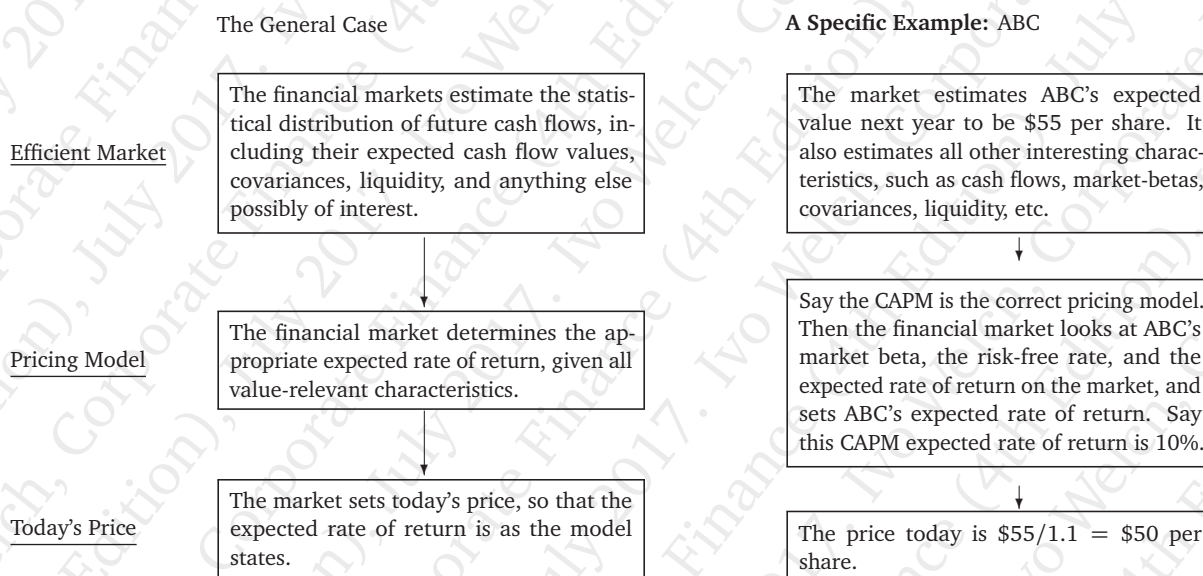 The General Case
A Specific Example: ABC
Efficient Market
The financial markets estimate the statis-
tical distribution of future cash flows, in-
cluding their expected cash flow values,
covariances, liquidity, and anything else
possibly of interest.
The market estimates ABC's expected
value next year to be $55 per share. It
also estimates all other interesting charac-
teristics, such as cash flows, market-betas,
covariances, liquidity, etc.
Pricing Model
The financial market determines the ap-
propriate expected rate of return, given all
value-relevant characteristics.
Say the CAPM is the correct pricing model.
Then the financial market looks at ABC's
market beta, the risk-free rate, and the
expected rate of return on the market, and
sets ABC's expected rate of return. Say
this CAPM expected rate of return is 10%.
Today's Price
The market sets today's price, so that the
expected rate of return is as the model
states.
The price today is $55/1.1 = $50 per
share.